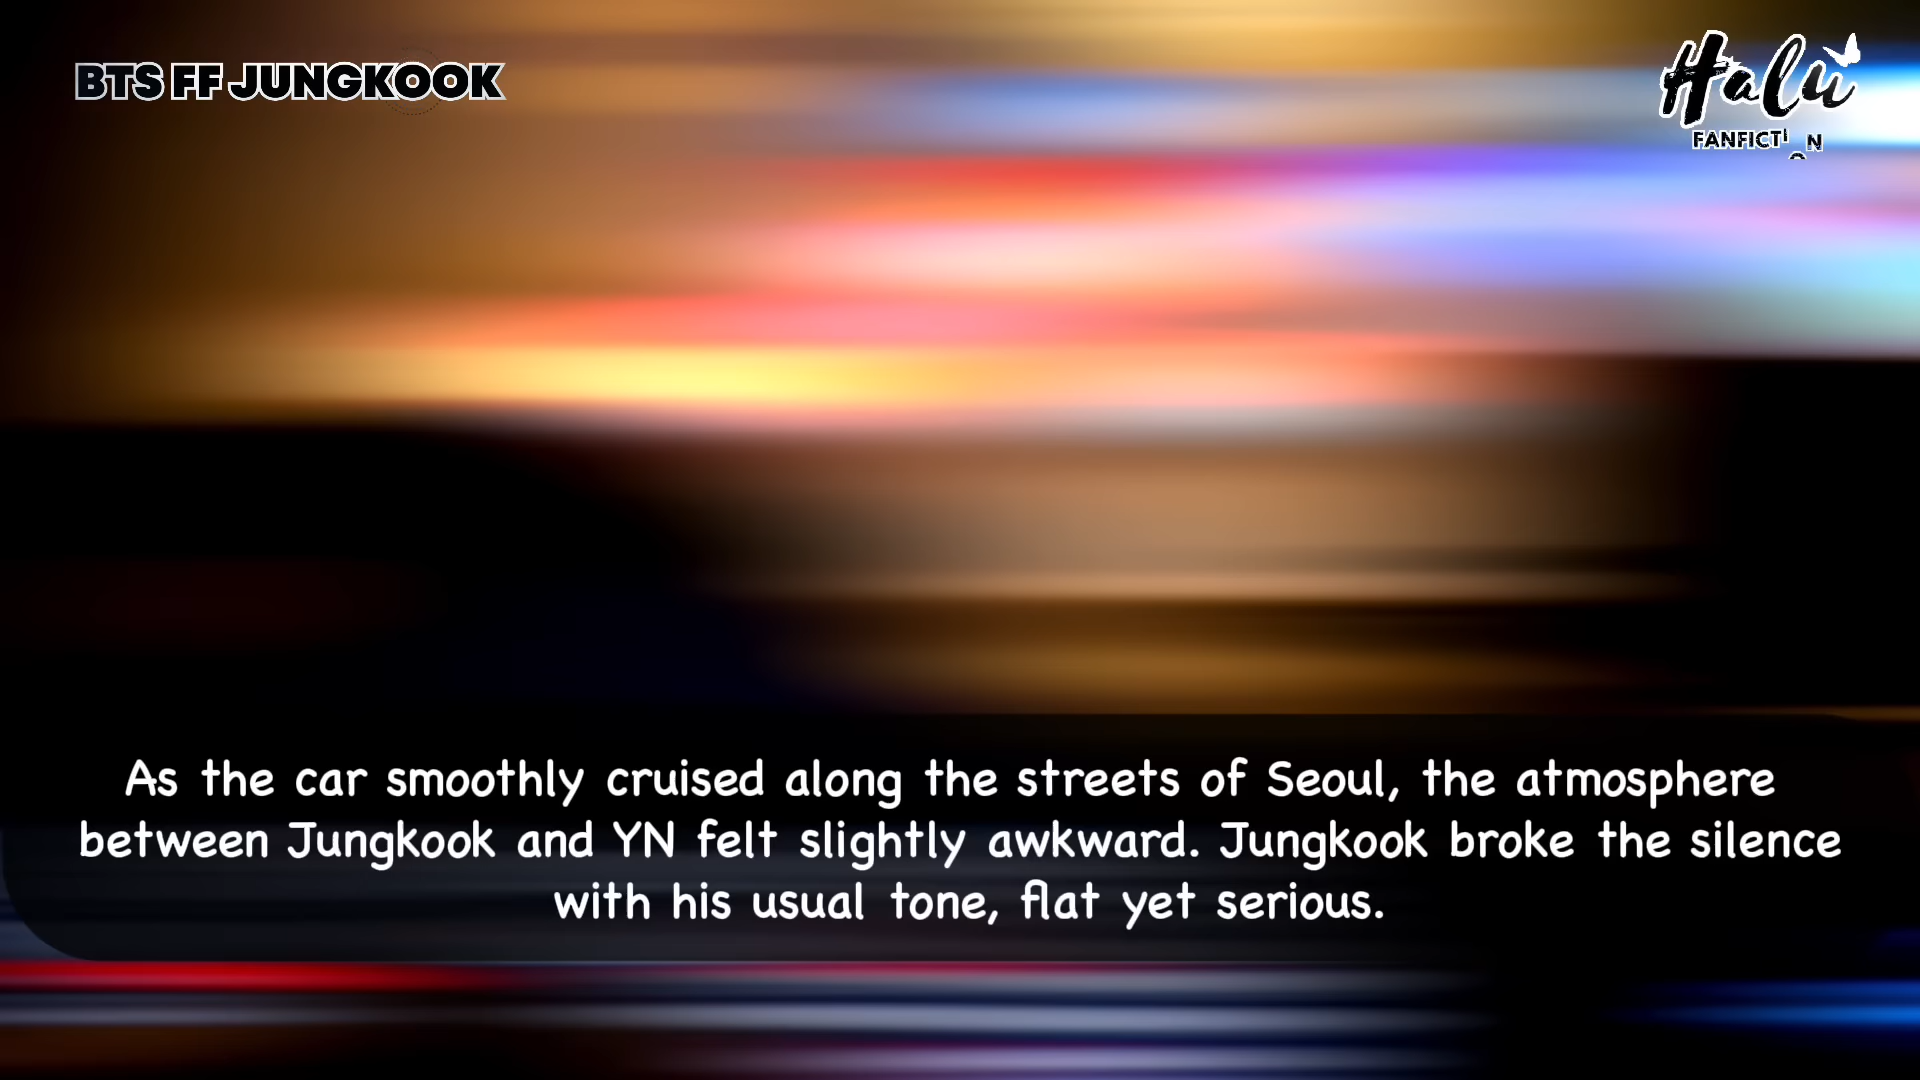 BTS FF JUNGKOOK
Halu
FANFICTION
As the car smoothly cruised along the streets of Seoul, the atmosphere
between Jungkook and YN felt slightly awkward. Jungkook broke the silence
with his usual tone, flat yet serious.